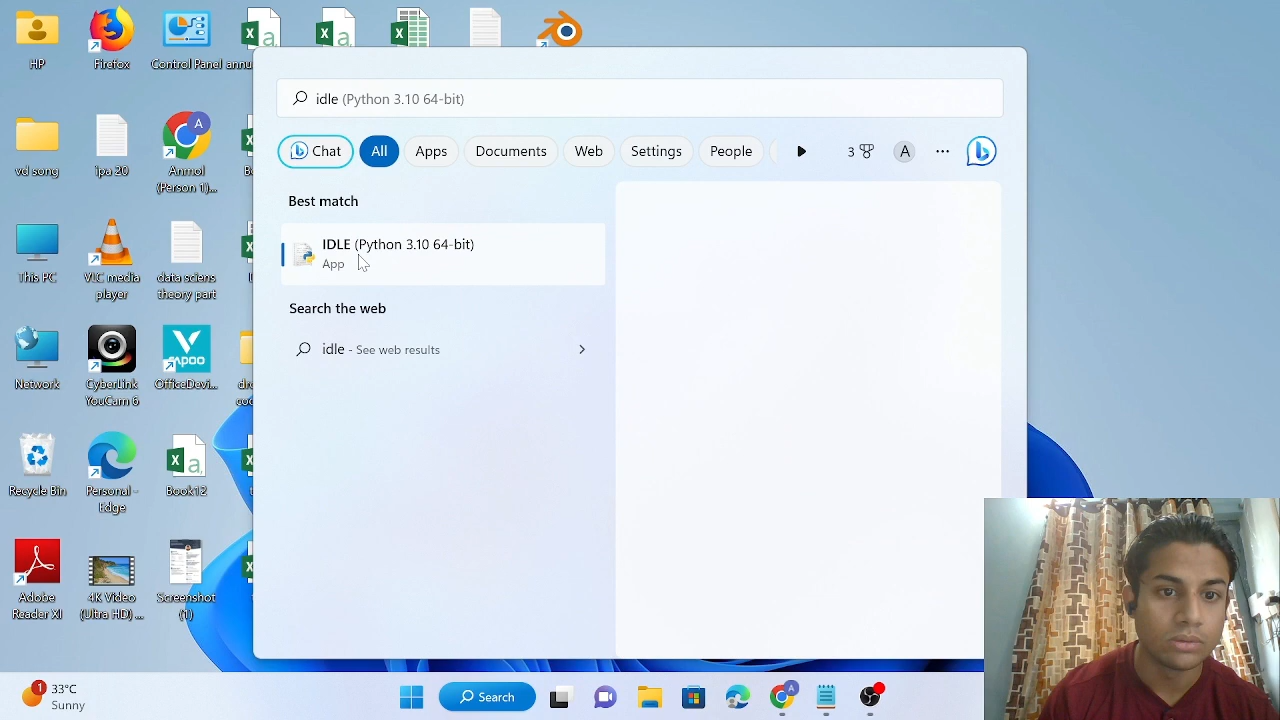 HP
Firefox
Control Panel
idle (Python 3.10 64-bit)
Chat
All
Apps
Documents
Web
Settings
People
3
A
Best match
IDLE (Python 3.10 64-bit)
App
Search the web
idle - See web results
vd song
ipa 20
Anmol
(Person 1)...
This PC
VLC media
player
data sciens
theory part
Network
CyberLink
YouCam 6
OfficeDevi...
Recycle Bin
Personal -
Edge
Book12
Adobe
Reader XI
4K Video
(Ultra HD) ...
Screenshot
(1)
1
33°C
Sunny
Search